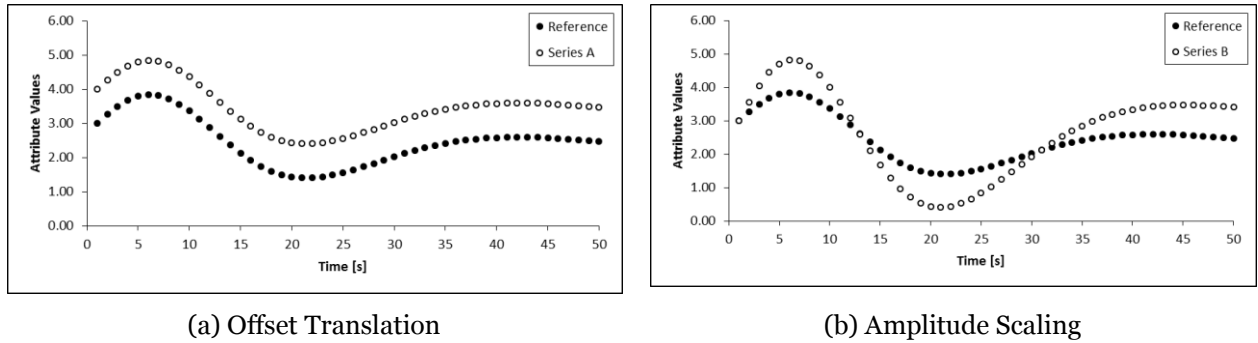 6.00
5.00
4.00
3.00
2.00
1.00
0.00
Attribute Values
0 5 10 15 20 25 30 35 40 45 50
Time [s]
Reference
Series A
(a) Offset Translation
6.00
5.00
4.00
3.00
2.00
1.00
0.00
Attribute Values
0 5 10 15 20 25 30 35 40 45 50
Time [s]
Reference
Series B
(b) Amplitude Scaling